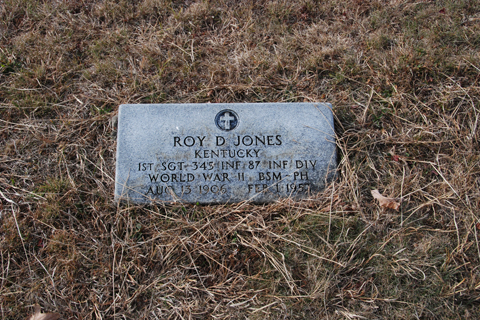 ROY D JONES
KENTUCKY
1ST SGT 345 INF 87 INF DIV
WORLD WAR II BSM-PH
AUG 15 1906 FEB 1 1957